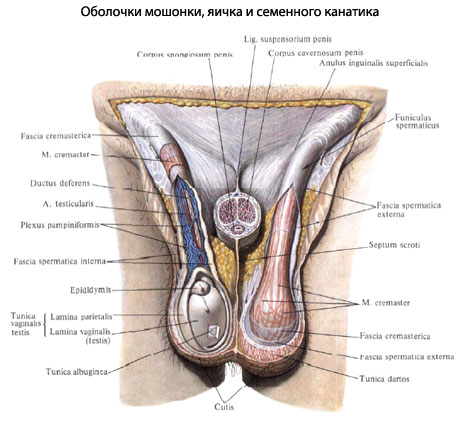 Оболочки мошонки, яичка и семенного канатика
Lig. suspensorium penis
Corpus spongiosum penis
Corpus cavernosum penis
Anulus inguinalis superficialis
Funiculus
spermaticus
Fascia cremasterica
M. cremaster
Ductus deferens
A. testicularis
Plexus pampiniformis
Fascia spermatica
externa
Septum scroti
Fascia spermatica interna
Epididymis
Tunica
vaginalis
testis
Lamina parietalis
Lamina vaginalis
(testis)
M. cremaster
Fascia cremasterica
Fascia spermatica externa
Tunica albuginea
Tunica dartos
Cutis